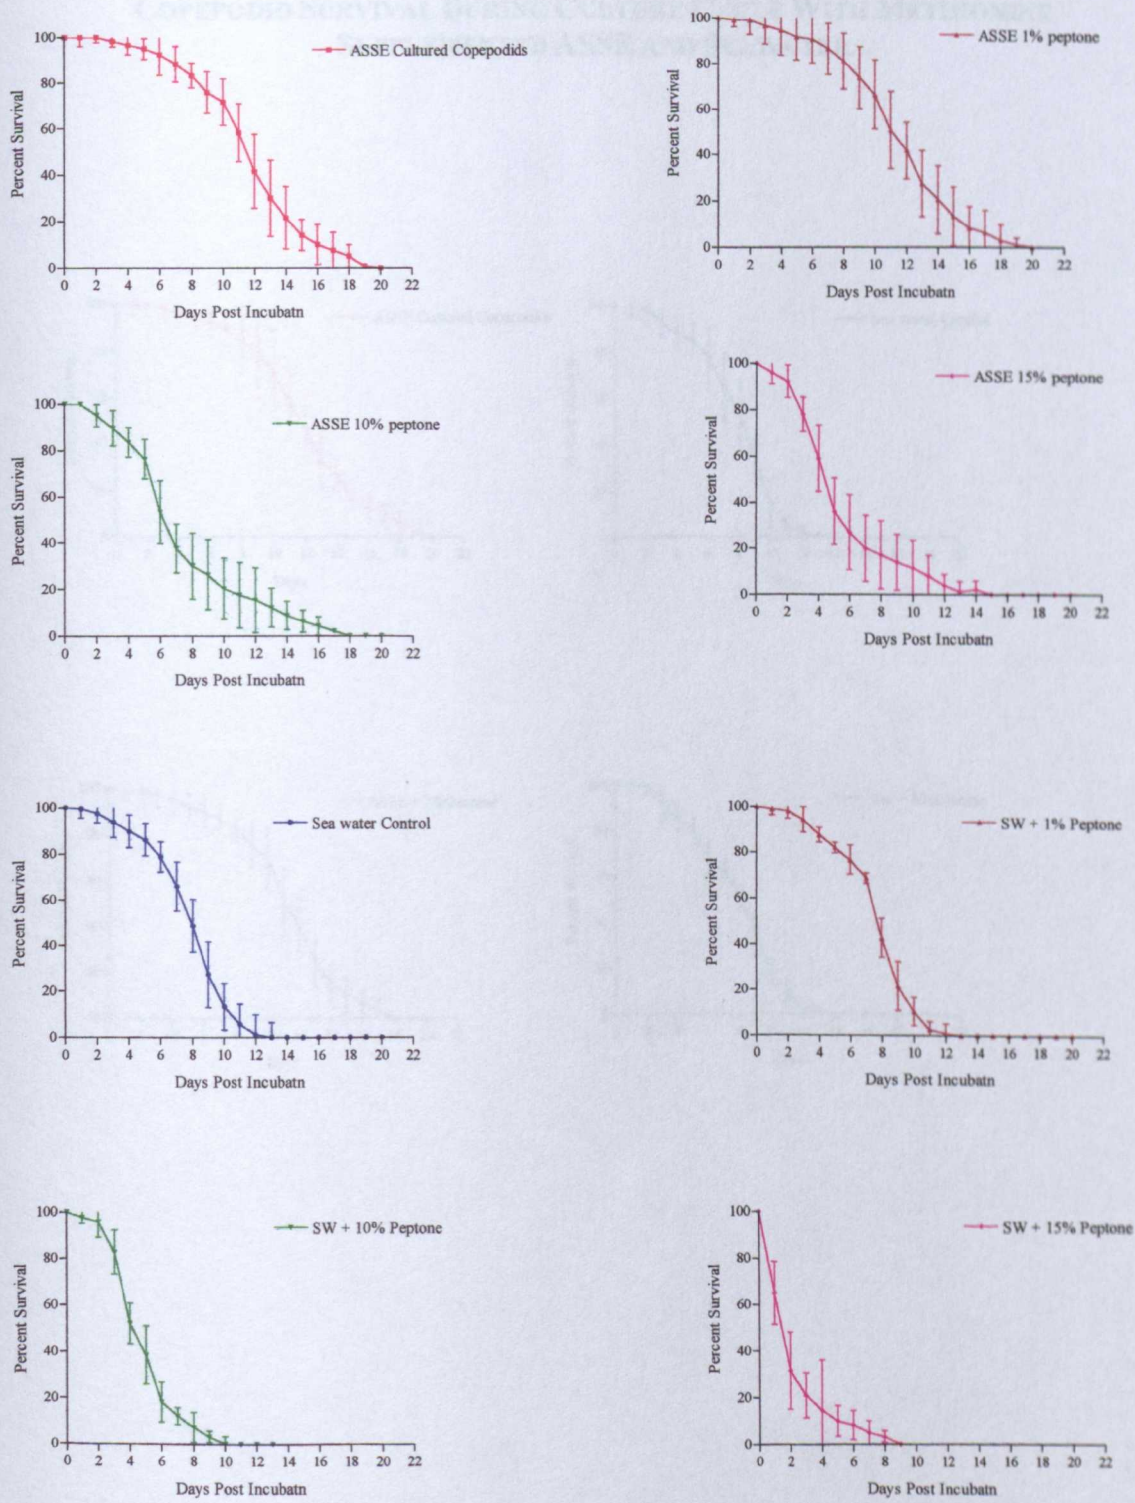 ASSE Cultured Copepodids
100
80
60
40
20
0
Percent Survival
0 2 4 6 8 10 12 14 16 18 20 22
Days Post Incubatn
ASSE 1% peptone
100
80
60
40
20
0
Percent Survival
0 2 4 6 8 10 12 14 16 18 20 22
Days Post Incubatn
ASSE 10% peptone
100
80
60
40
20
0
Percent Survival
0 2 4 6 8 10 12 14 16 18 20 22
Days Post Incubatn
ASSE 15% peptone
100
80
60
40
20
0
Percent Survival
0 2 4 6 8 10 12 14 16 18 20 22
Days Post Incubatn
Sea water Control
100
80
60
40
20
0
Percent Survival
0 2 4 6 8 10 12 14 16 18 20 22
Days Post Incubatn
SW + 1% Peptone
100
80
60
40
20
0
Percent Survival
0 2 4 6 8 10 12 14 16 18 20 22
Days Post Incubatn
SW + 10% Peptone
100
80
60
40
20
0
Percent Survival
0 2 4 6 8 10 12 14 16 18 20 22
Days Post Incubatn
SW + 15% Peptone
100
80
60
40
20
0
Percent Survival
0 2 4 6 8 10 12 14 16 18 20 22
Days Post Incubatn